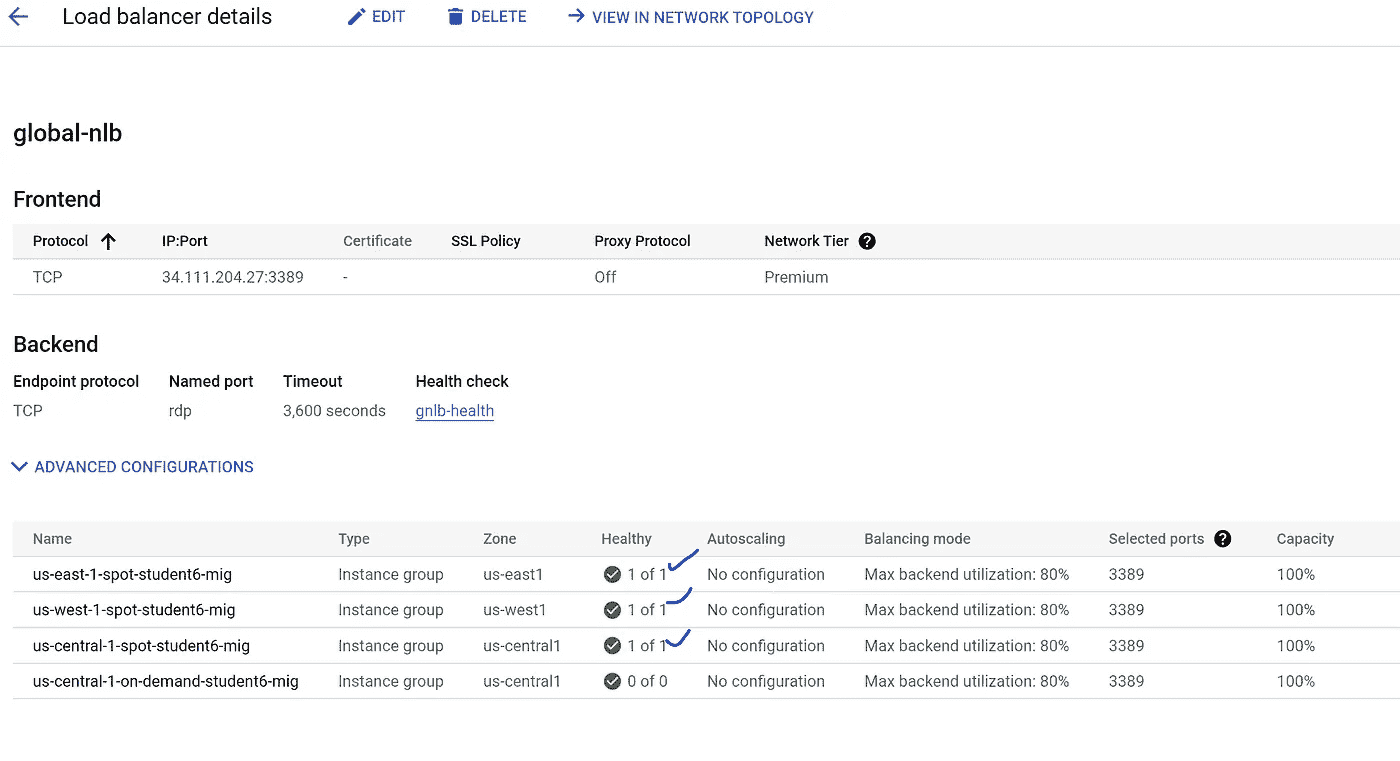 Load balancer details EDIT DELETE VIEW IN NETWORK TOPOLOGY
global-nlb
Frontend
Protocol IP:Port Certificate SSL Policy Proxy Protocol Network Tier ?
TCP 34.111.204.27:3389 - Off Premium
Backend
Endpoint protocol Named port Timeout Health check
TCP rdp 3,600 seconds gnlb-health
ADVANCED CONFIGURATIONS
Name Type Zone Healthy Autoscaling Balancing mode Selected ports ? Capacity
us-east-1-spot-student6-mig Instance group us-east1 1 of 1 No configuration Max backend utilization: 80% 3389 100%
us-west-1-spot-student6-mig Instance group us-west1 1 of 1 No configuration Max backend utilization: 80% 3389 100%
us-central-1-spot-student6-mig Instance group us-central1 1 of 1 No configuration Max backend utilization: 80% 3389 100%
us-central-1-on-demand-student6-mig Instance group us-central1 0 of 0 No configuration Max backend utilization: 80% 3389 100%